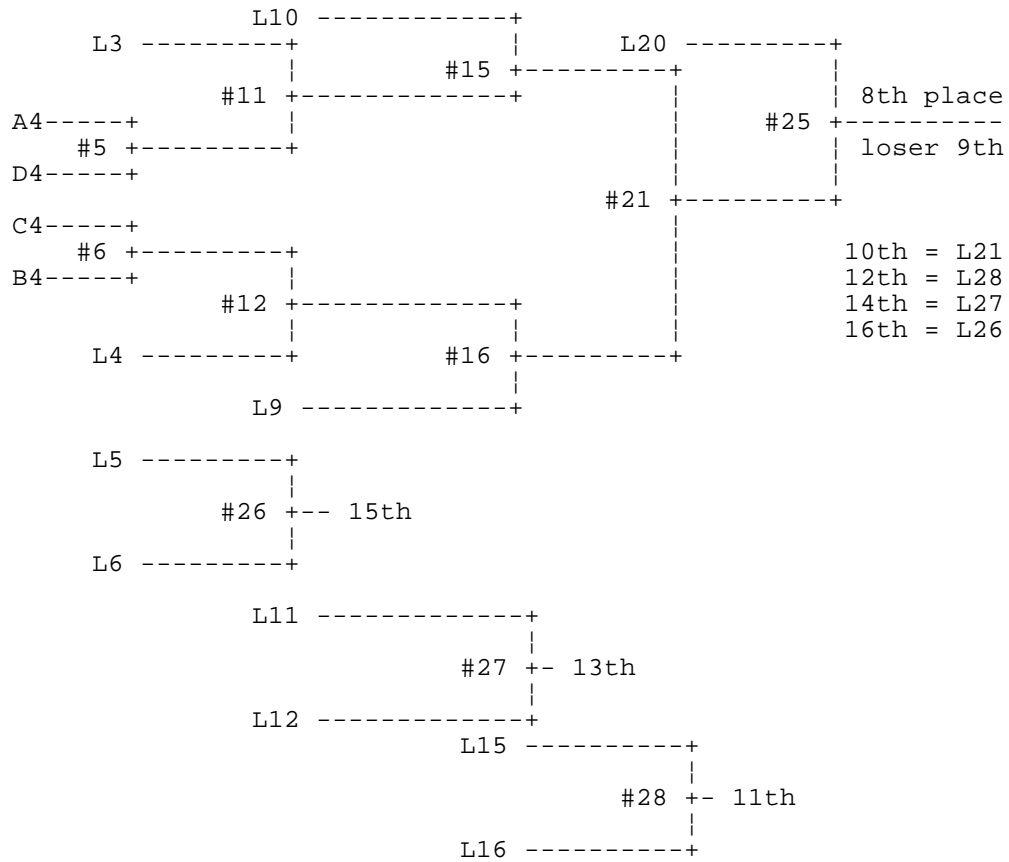 L10 -------------+
L3 ---------+ | L20 ---------+
| #15 +---------+ |
#11 +-------------+ | | 8th place
A4-----+ | | #25 +----------
#5 +---------+ | | loser 9th
D4-----+ | |
#21 +---------+
C4-----+ |
#6 +---------+ | 10th = L21
B4-----+ | | 12th = L28
#12 +-------------+ | 14th = L27
| | | 16th = L26
L4 ---------+ #16 +---------+
|
L9 -------------+
L5 ---------+
|
#26 +-- 15th
|
L6 ---------+
L11 -------------+
|
#27 +- 13th
|
L12 -------------+
L15 ----------+
|
#28 +- 11th
|
L16 ----------+